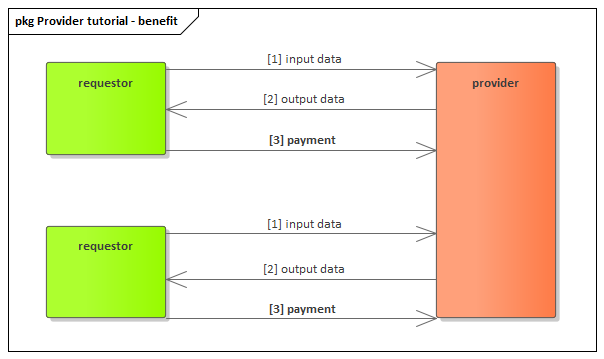 pkg Provider tutorial - benefit
[1] input data
requestor
provider
[2] output data
[3] payment
[1] input data
requestor
[2] output data
[3] payment